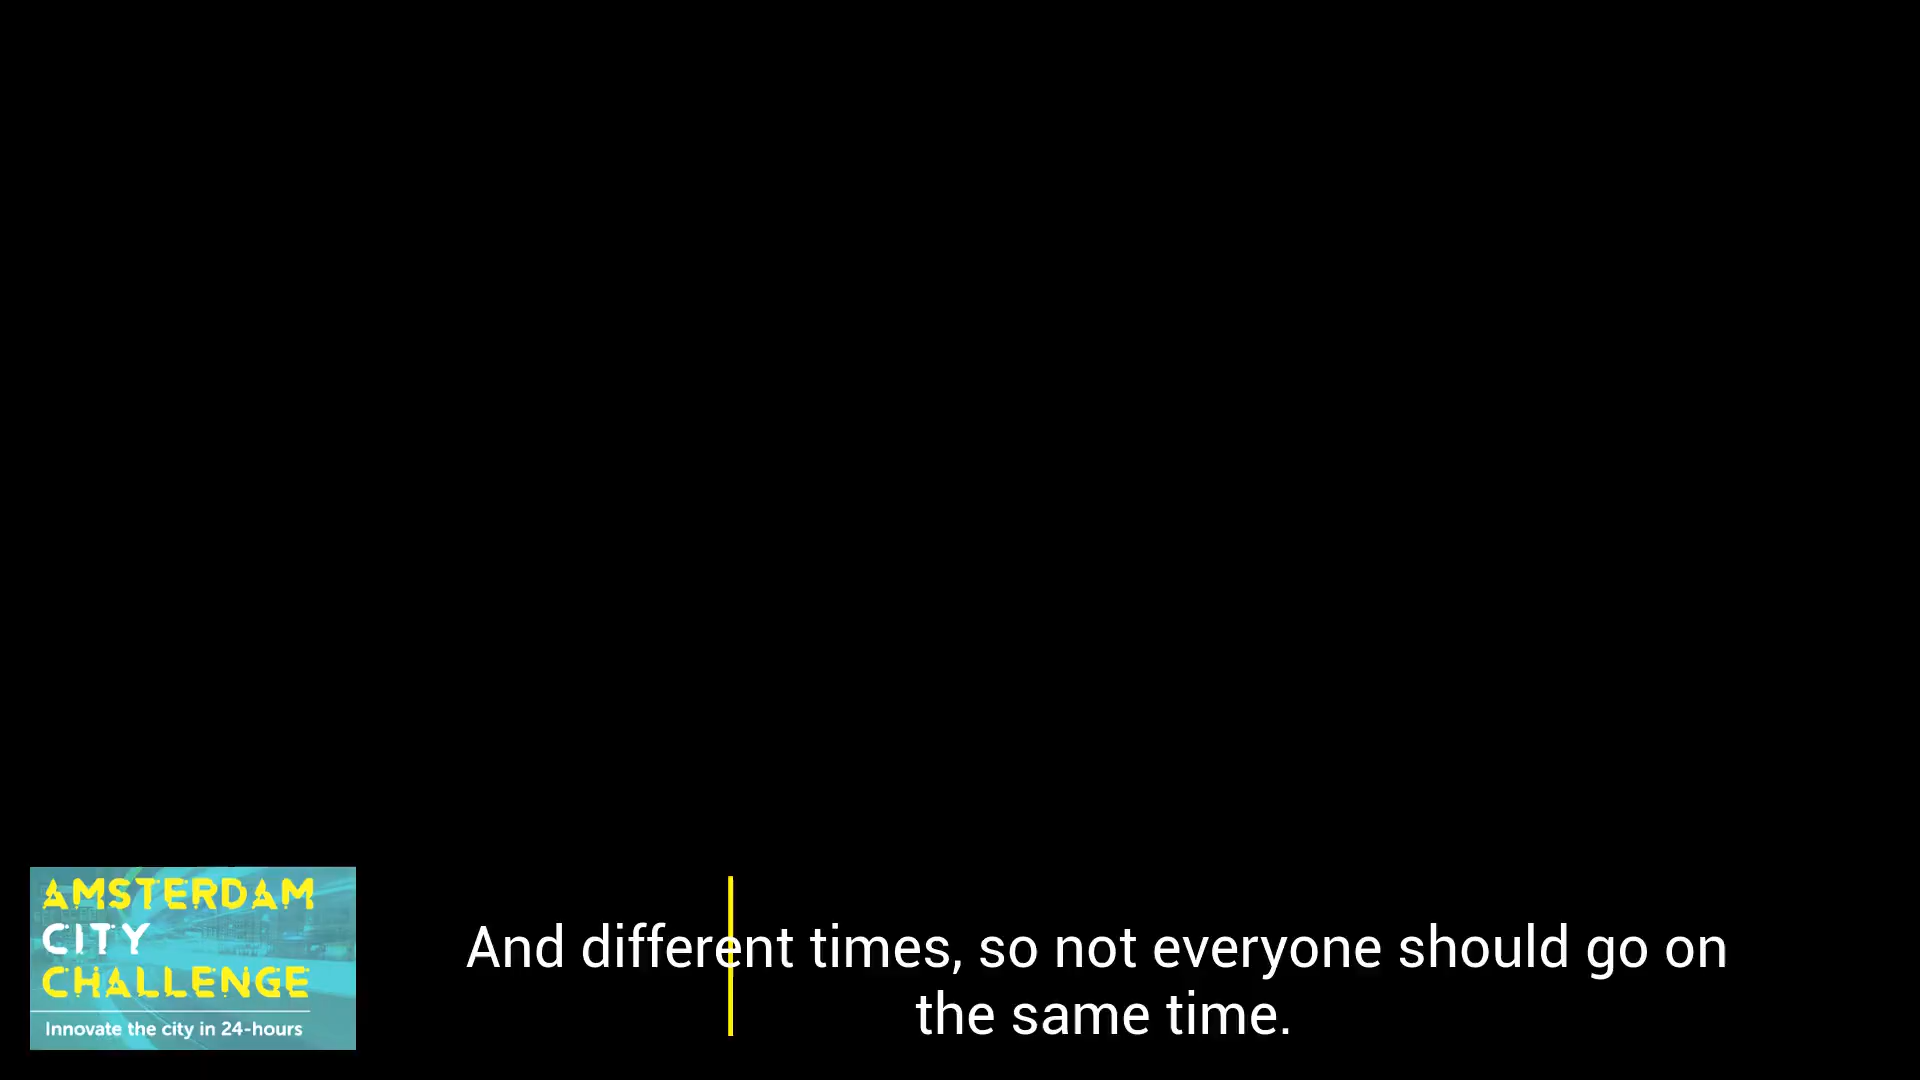 AMSTERDAM
CITY
CHALLENGE
Innovate the city in 24-hours
And different times, so not everyone should go on
the same time.